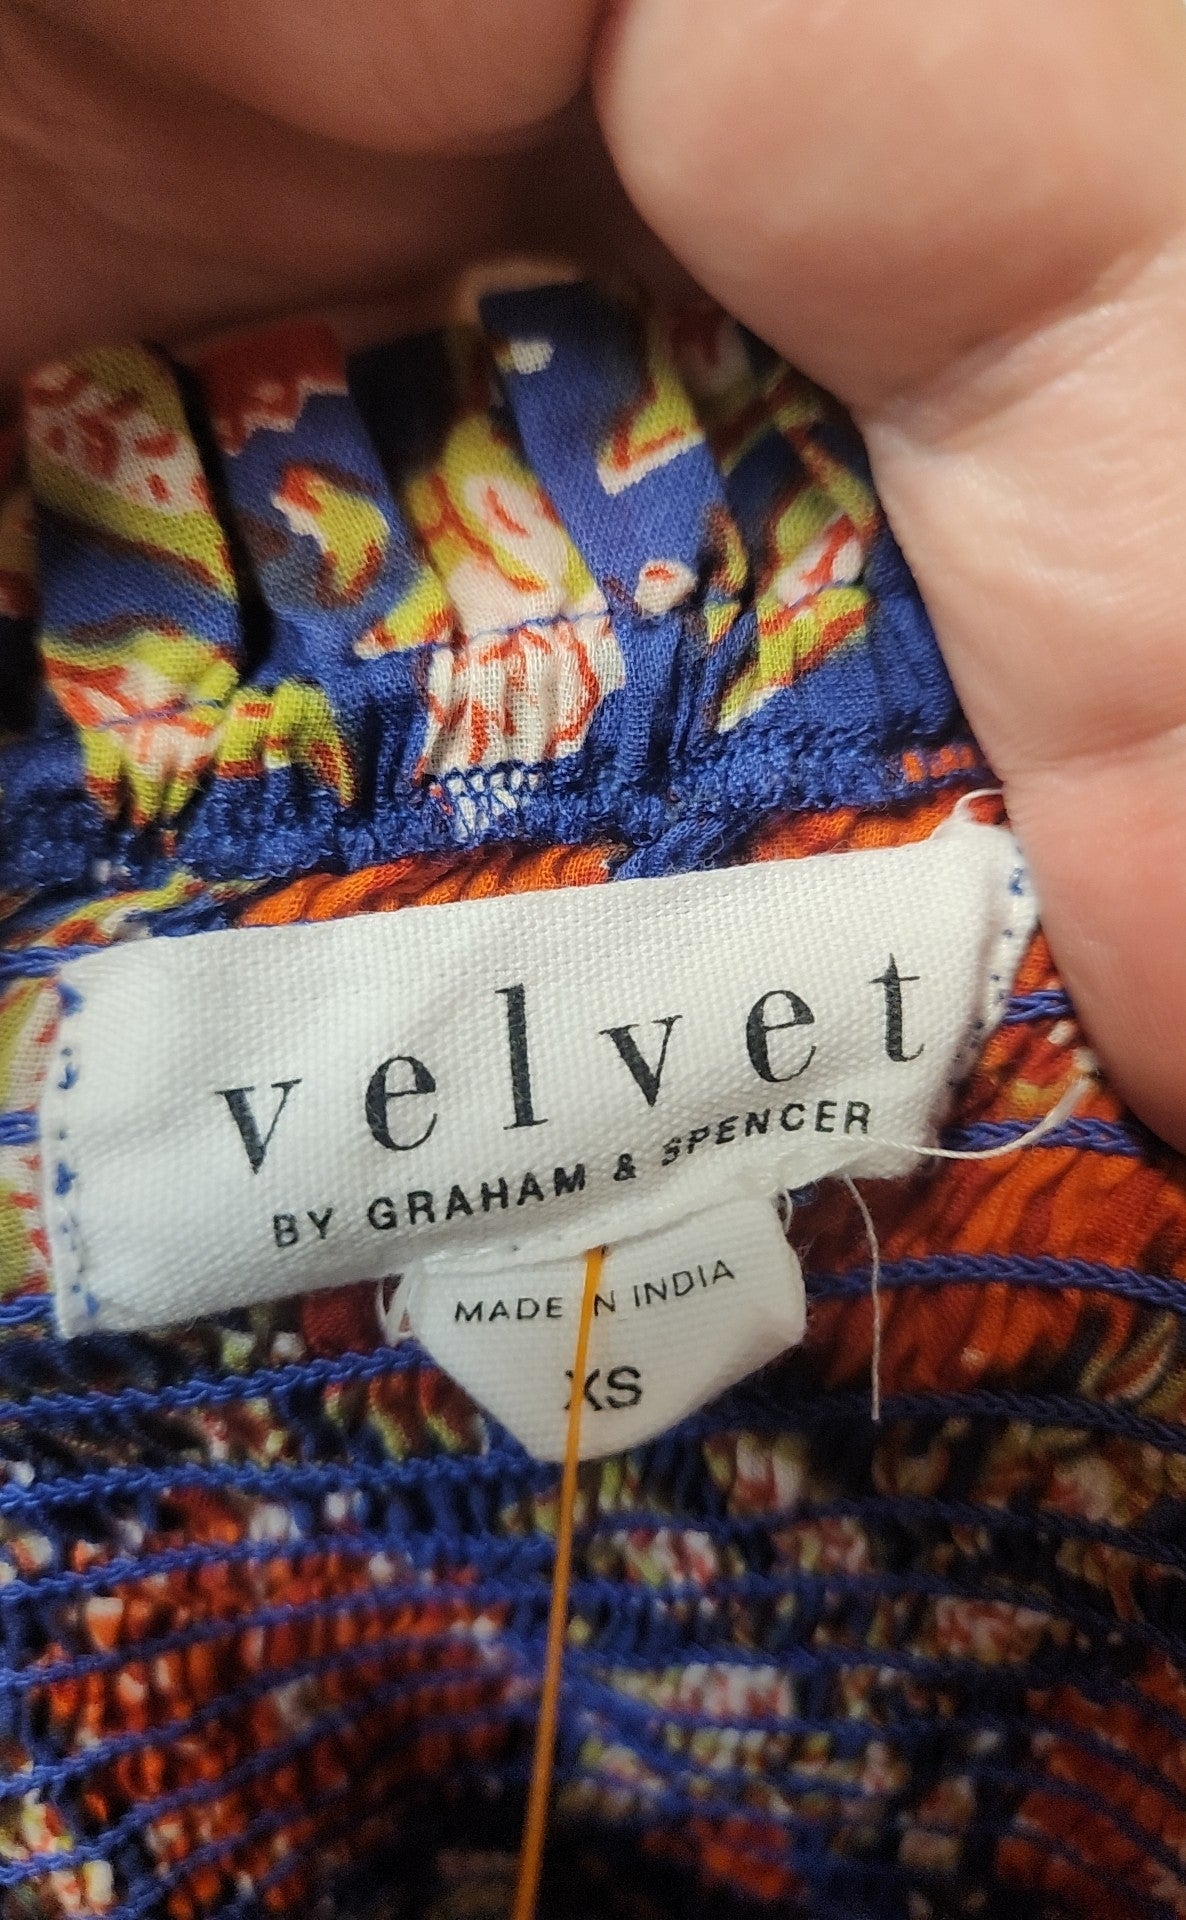 velvet
BY GRAHAM & SPENCER
MADE IN INDIA
XS